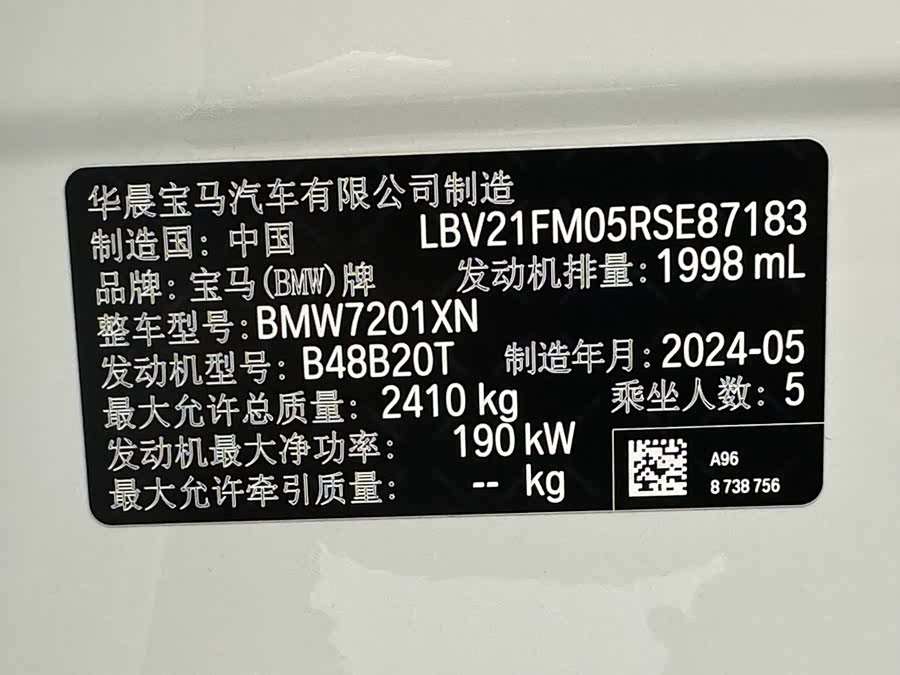 华晨宝马汽车有限公司制造
制造国：中国 LBV21FM05RSE87183
品牌：宝马(BMW)牌 发动机排量：1998 mL
整车型号：BMW7201XN
发动机型号：B48B20T 制造年月：2024-05
最大允许总质量：2410 kg 乘坐人数：5
发动机最大净功率：190 kW
最大允许牵引质量：-- kg
A96
8 738 756